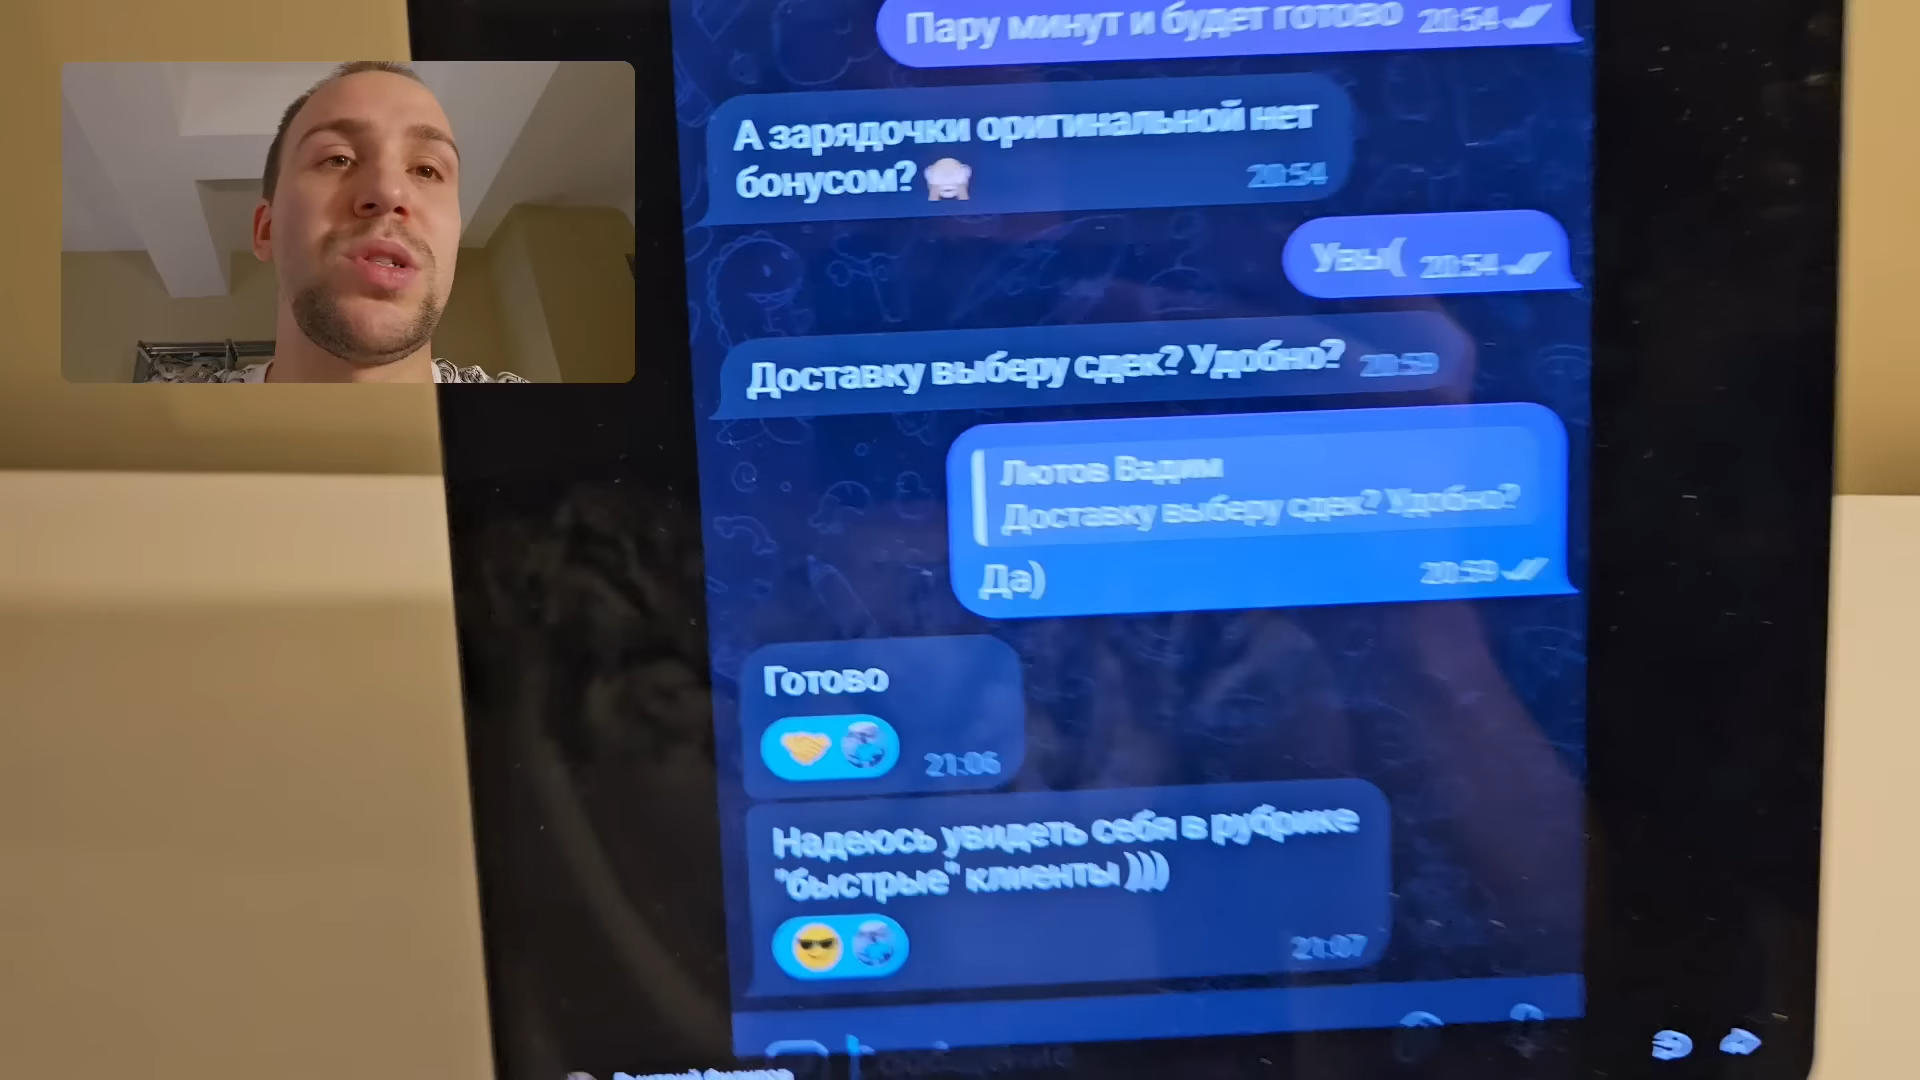 Пару минут и будет готово 20:54
А зарядочки оригинальной нет
бонусом? 🙈 20:54
Увы( 20:54
Доставку выберу сдек? Удобно? 20:59
Лютов Вадим
Доставку выберу сдек? Удобно?
Да) 20:59
Готово
21:06
Надеюсь увидеть себя в рубрике
"быстрые" клиенты )))
21:07